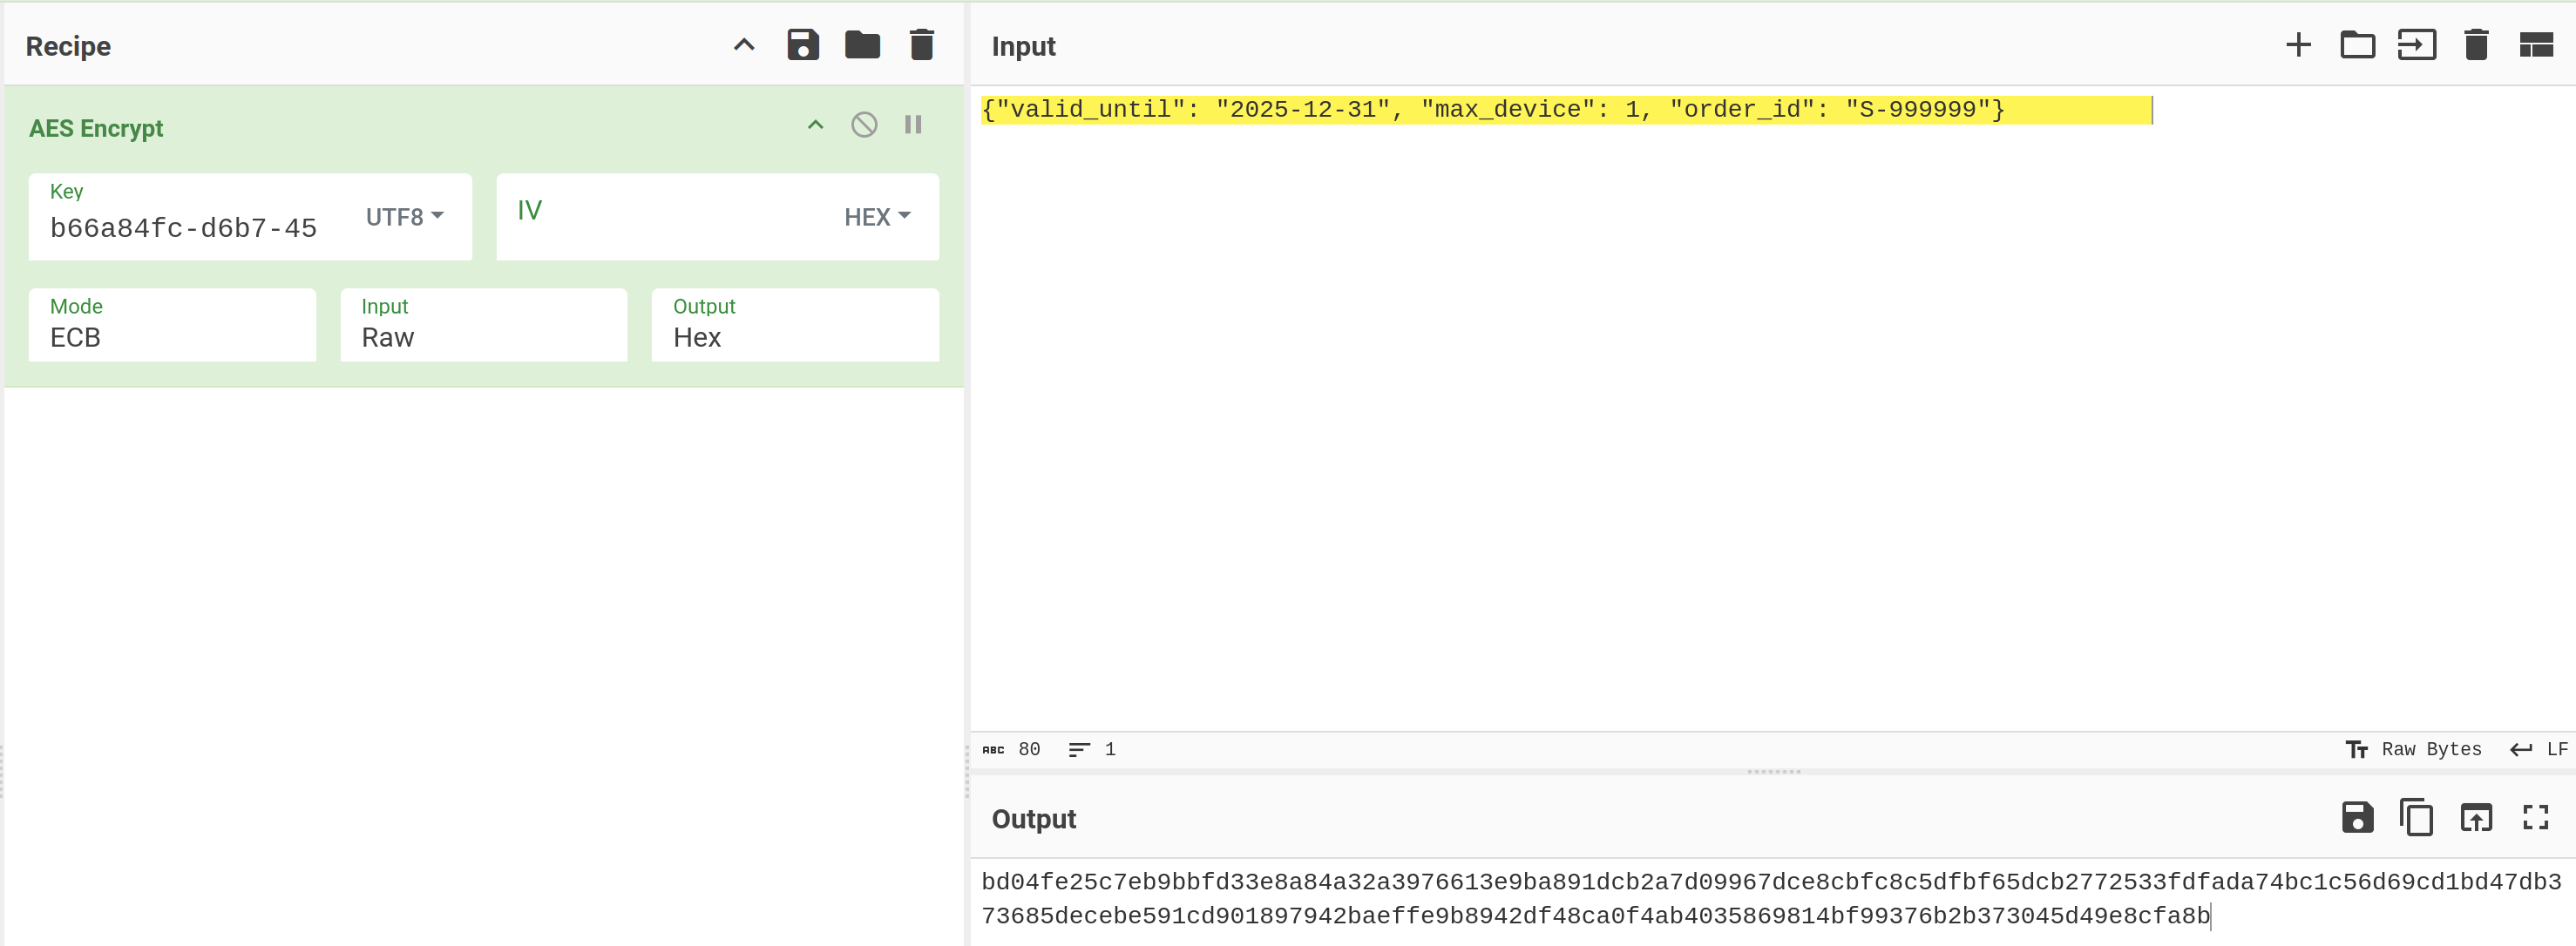 Recipe
AES Encrypt
Key
b66a84fc-d6b7-45
UTF8
IV
HEX
Mode
ECB
Input
Raw
Output
Hex
Input
{"valid_until": "2025-12-31", "max_device": 1, "order_id": "S-999999"}
ABC 80 1
Raw Bytes LF
Output
bd04fe25c7eb9bbfd33e8a84a32a3976613e9ba891dcb2a7d09967dce8cbfc8c5dfbf65dcb2772533fdfada74bc1c56d69cd1bd47db3
73685decebe591cd901897942baeffe9b8942df48ca0f4ab4035869814bf99376b2b373045d49e8cfa8b